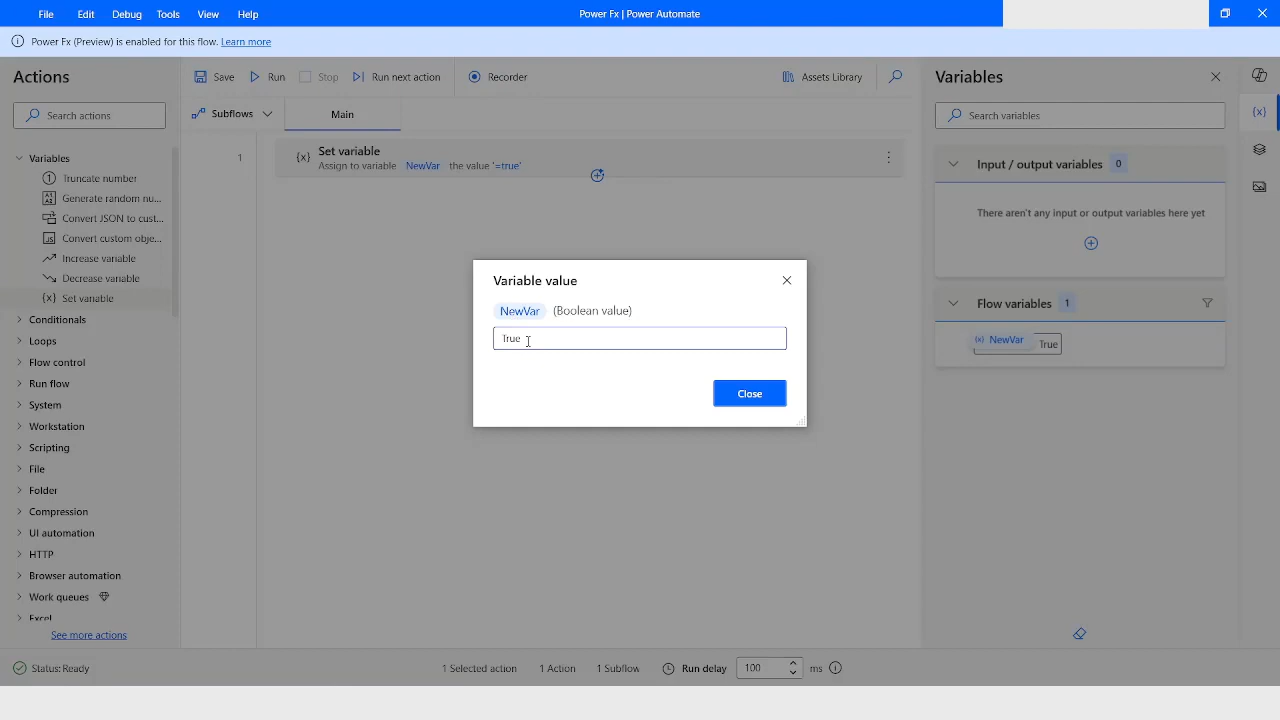 File Edit Debug Tools View Help Power Fx | Power Automate
Power Fx (Preview) is enabled for this flow. Learn more
Actions
Search actions
Variables
Truncate number
Generate random nu...
Convert JSON to cust...
Convert custom obje...
Increase variable
Decrease variable
Set variable
Conditionals
Loops
Flow control
Run flow
System
Workstation
Scripting
File
Folder
Compression
UI automation
HTTP
Browser automation
Work queues
Excel
See more actions
Save Run Stop Run next action Recorder Assets Library
Subflows Main
1
Set variable
Assign to variable NewVar the value '=true'
Variable value
NewVar (Boolean value)
True
Close
Variables
Search variables
Input / output variables 0
There aren't any input or output variables here yet
Flow variables 1
NewVar True
Status: Ready 1 Selected action 1 Action 1 Subflow Run delay 100 ms